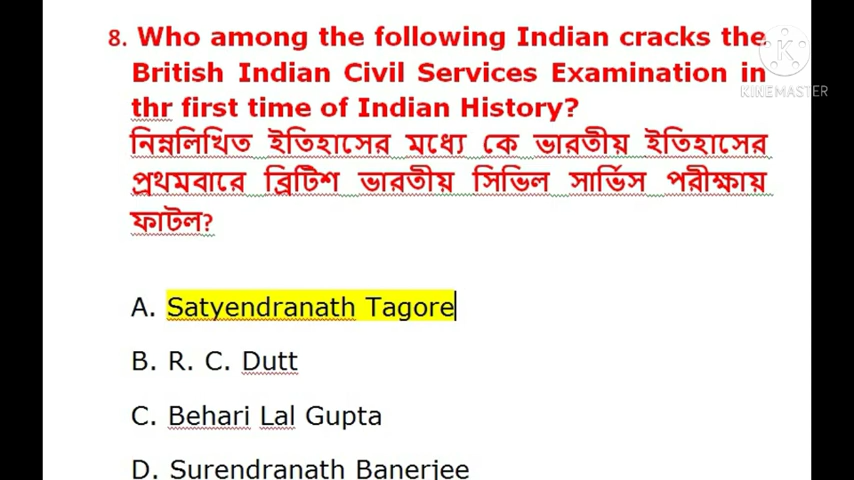 8. Who among the following Indian cracks the
British Indian Civil Services Examination in
thr first time of Indian History?
নিম্নলিখিত ইতিহাসের মধ্যে কে ভারতীয় ইতিহাসের
প্রথমবারে ব্রিটিশ ভারতীয় সিভিল সার্ভিস পরীক্ষায়
ফাটল?
A. Satyendranath Tagore
B. R. C. Dutt
C. Behari Lal Gupta
D. Surendranath Banerjee
K
KINEMASTER